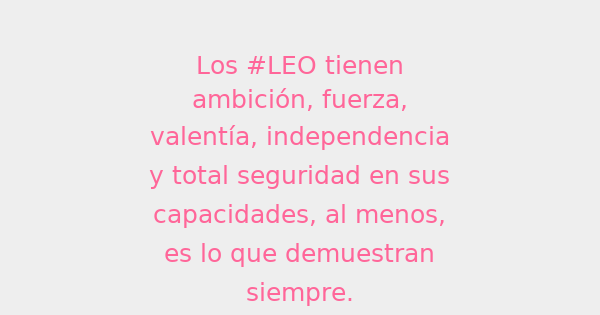 Los #LEO tienen
ambición, fuerza,
valentía, independencia
y total seguridad en sus
capacidades, al menos,
es lo que demuestran
siempre.